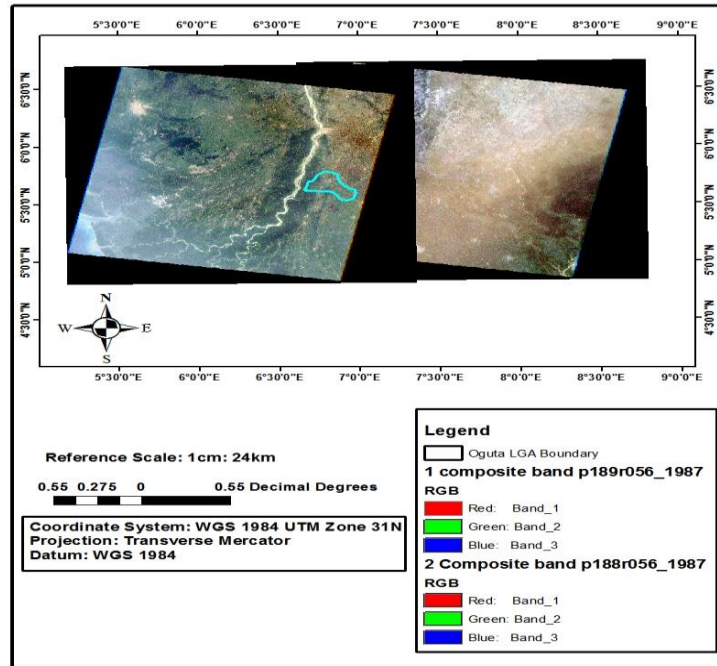 5°30'0"E 6°0'0"E 6°30'0"E 7°0'0"E 7°30'0"E 8°0'0"E 8°30'0"E 9°0'0"E
6°30'0"N 6°30'0"N
6°0'0"N 6°0'0"N
5°30'0"N 5°30'0"N
5°0'0"N 5°0'0"N
4°30'0"N 4°30'0"N
N
W E
S
5°30'0"E 6°0'0"E 6°30'0"E 7°0'0"E 7°30'0"E 8°0'0"E 8°30'0"E 9°0'0"E
Reference Scale: 1cm: 24km
0.55 0.275 0 0.55 Decimal Degrees
Coordinate System: WGS 1984 UTM Zone 31N
Projection: Transverse Mercator
Datum: WGS 1984
Legend
Oguta LGA Boundary
1 composite band p189r056_1987
RGB
Red: Band_1
Green: Band_2
Blue: Band_3
2 Composite band p188r056_1987
RGB
Red: Band_1
Green: Band_2
Blue: Band_3